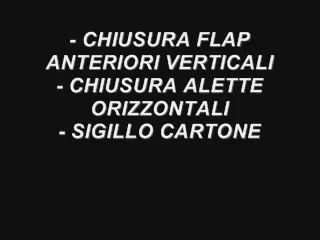 - CHIUSURA FLAP
ANTERIORI VERTICALI
- CHIUSURA ALETTE
ORIZZONTALI
- SIGILLO CARTONE